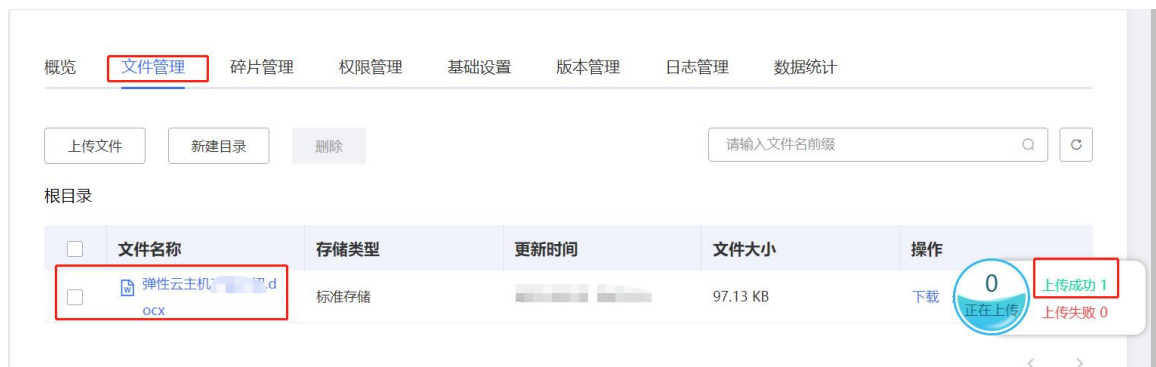 概览 文件管理 碎片管理 权限管理 基础设置 版本管理 日志管理 数据统计
上传文件 新建目录 删除 请输入文件名前缀
根目录
文件名称 存储类型 更新时间 文件大小 操作
弹性云主机 .d
ocx
标准存储 97.13 KB 下载
0
正在上传
上传成功 1
上传失败 0